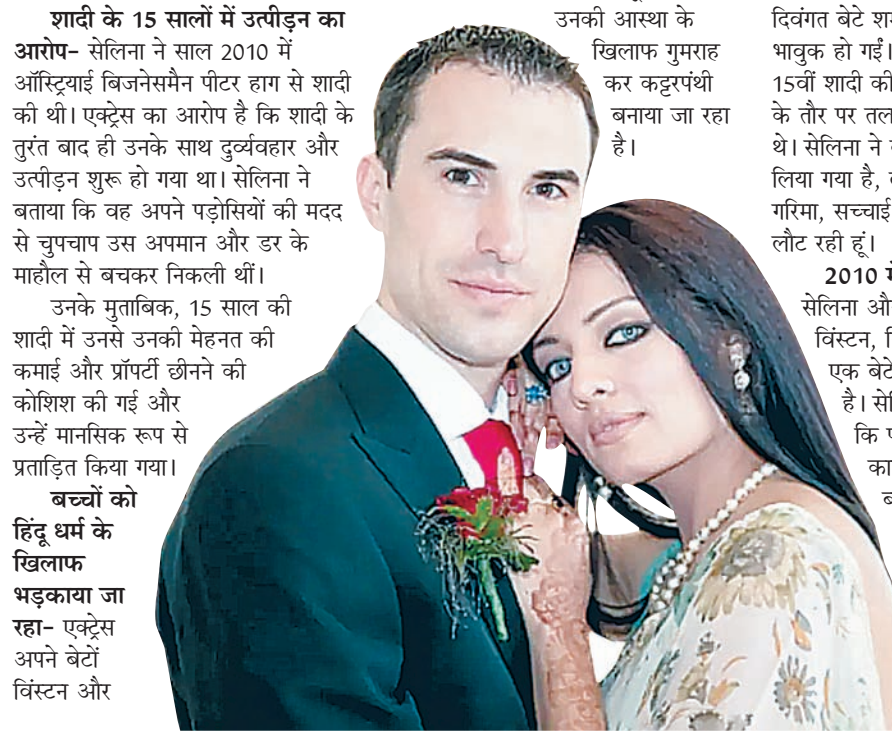 शादी के 15 सालों में उत्पीड़न का
आरोप– सेलिना ने साल 2010 में
ऑस्ट्रियाई बिजनेसमैन पीटर हाग से शादी
की थी। एक्ट्रेस का आरोप है कि शादी के
तुरंत बाद ही उनके साथ दुर्व्यवहार और
उत्पीड़न शुरू हो गया था। सेलिना ने
बताया कि वह अपने पड़ोसियों की मदद
से चुपचाप उस अपमान और डर के
माहौल से बचकर निकली थीं।
उनके मुताबिक, 15 साल की
शादी में उनसे उनकी मेहनत की
कमाई और प्रॉपर्टी छीनने की
कोशिश की गई और
उन्हें मानसिक रूप से
प्रताड़ित किया गया।
बच्चों को
हिंदू धर्म के
खिलाफ
भड़काया जा
रहा– एक्ट्रेस
अपने बेटों
विंस्टन और
उनकी आस्था के
खिलाफ गुमराह
कर कट्टरपंथी
बनाया जा रहा
है।
दिवंगत बेटे
भावुक हो गईं।
15वीं शादी की
के तौर पर
थे। सेलिना ने
लिया गया है,
गरिमा, सच्चाई
लौट रही हूं।
2010
सेलिना
विंस्टन,
एक बेटे
है।
कि